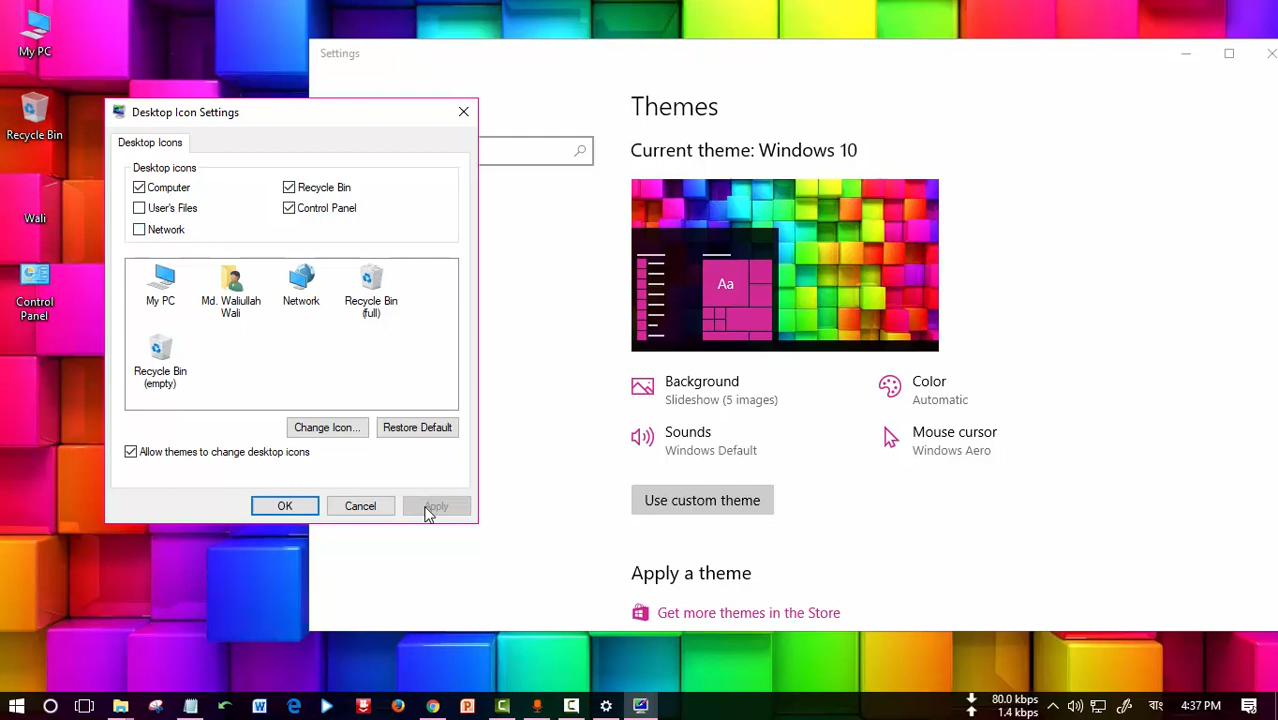 My PC
Recycle Bin
Wali
Control
Panel
Desktop Icon Settings
Desktop Icons
Desktop icons
Computer
Recycle Bin
User's Files
Control Panel
Network
My PC
Md. Waliullah
Wali
Network
Recycle Bin
(full)
Recycle Bin
(empty)
Change Icon...
Restore Default
Allow themes to change desktop icons
OK
Cancel
Apply
Settings
Themes
Current theme: Windows 10
Aa
Background
Slideshow (5 images)
Color
Automatic
Sounds
Windows Default
Mouse cursor
Windows Aero
Use custom theme
Apply a theme
Get more themes in the Store
80.0 kbps
1.4 kbps
বাং
4:37 PM